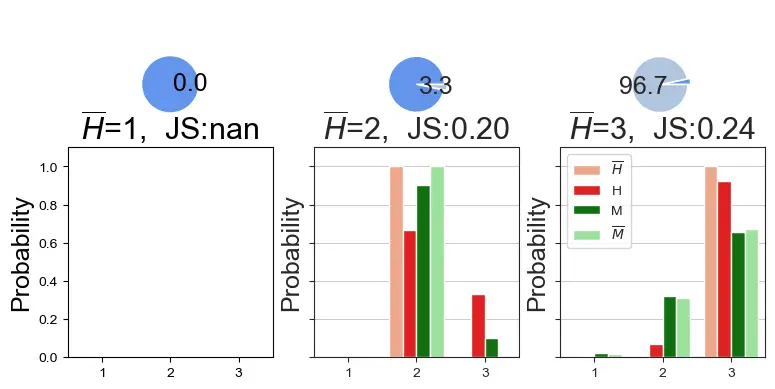 0.0
3.3
96.7
H̅=1, JS:nan
H̅=2, JS:0.20
H̅=3, JS:0.24
Probability
1.0
0.8
0.6
0.4
0.2
0.0
1 2 3
Probability
1 2 3
Probability
H̅
H
M
M̅
1 2 3